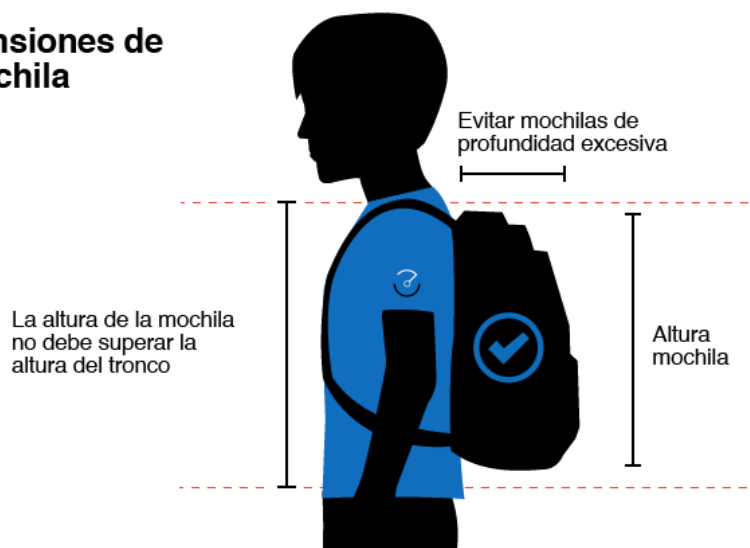 nsiones de
chila
Evitar mochilas de
profundidad excesiva
La altura de la mochila
no debe superar la
altura del tronco
Altura
mochila